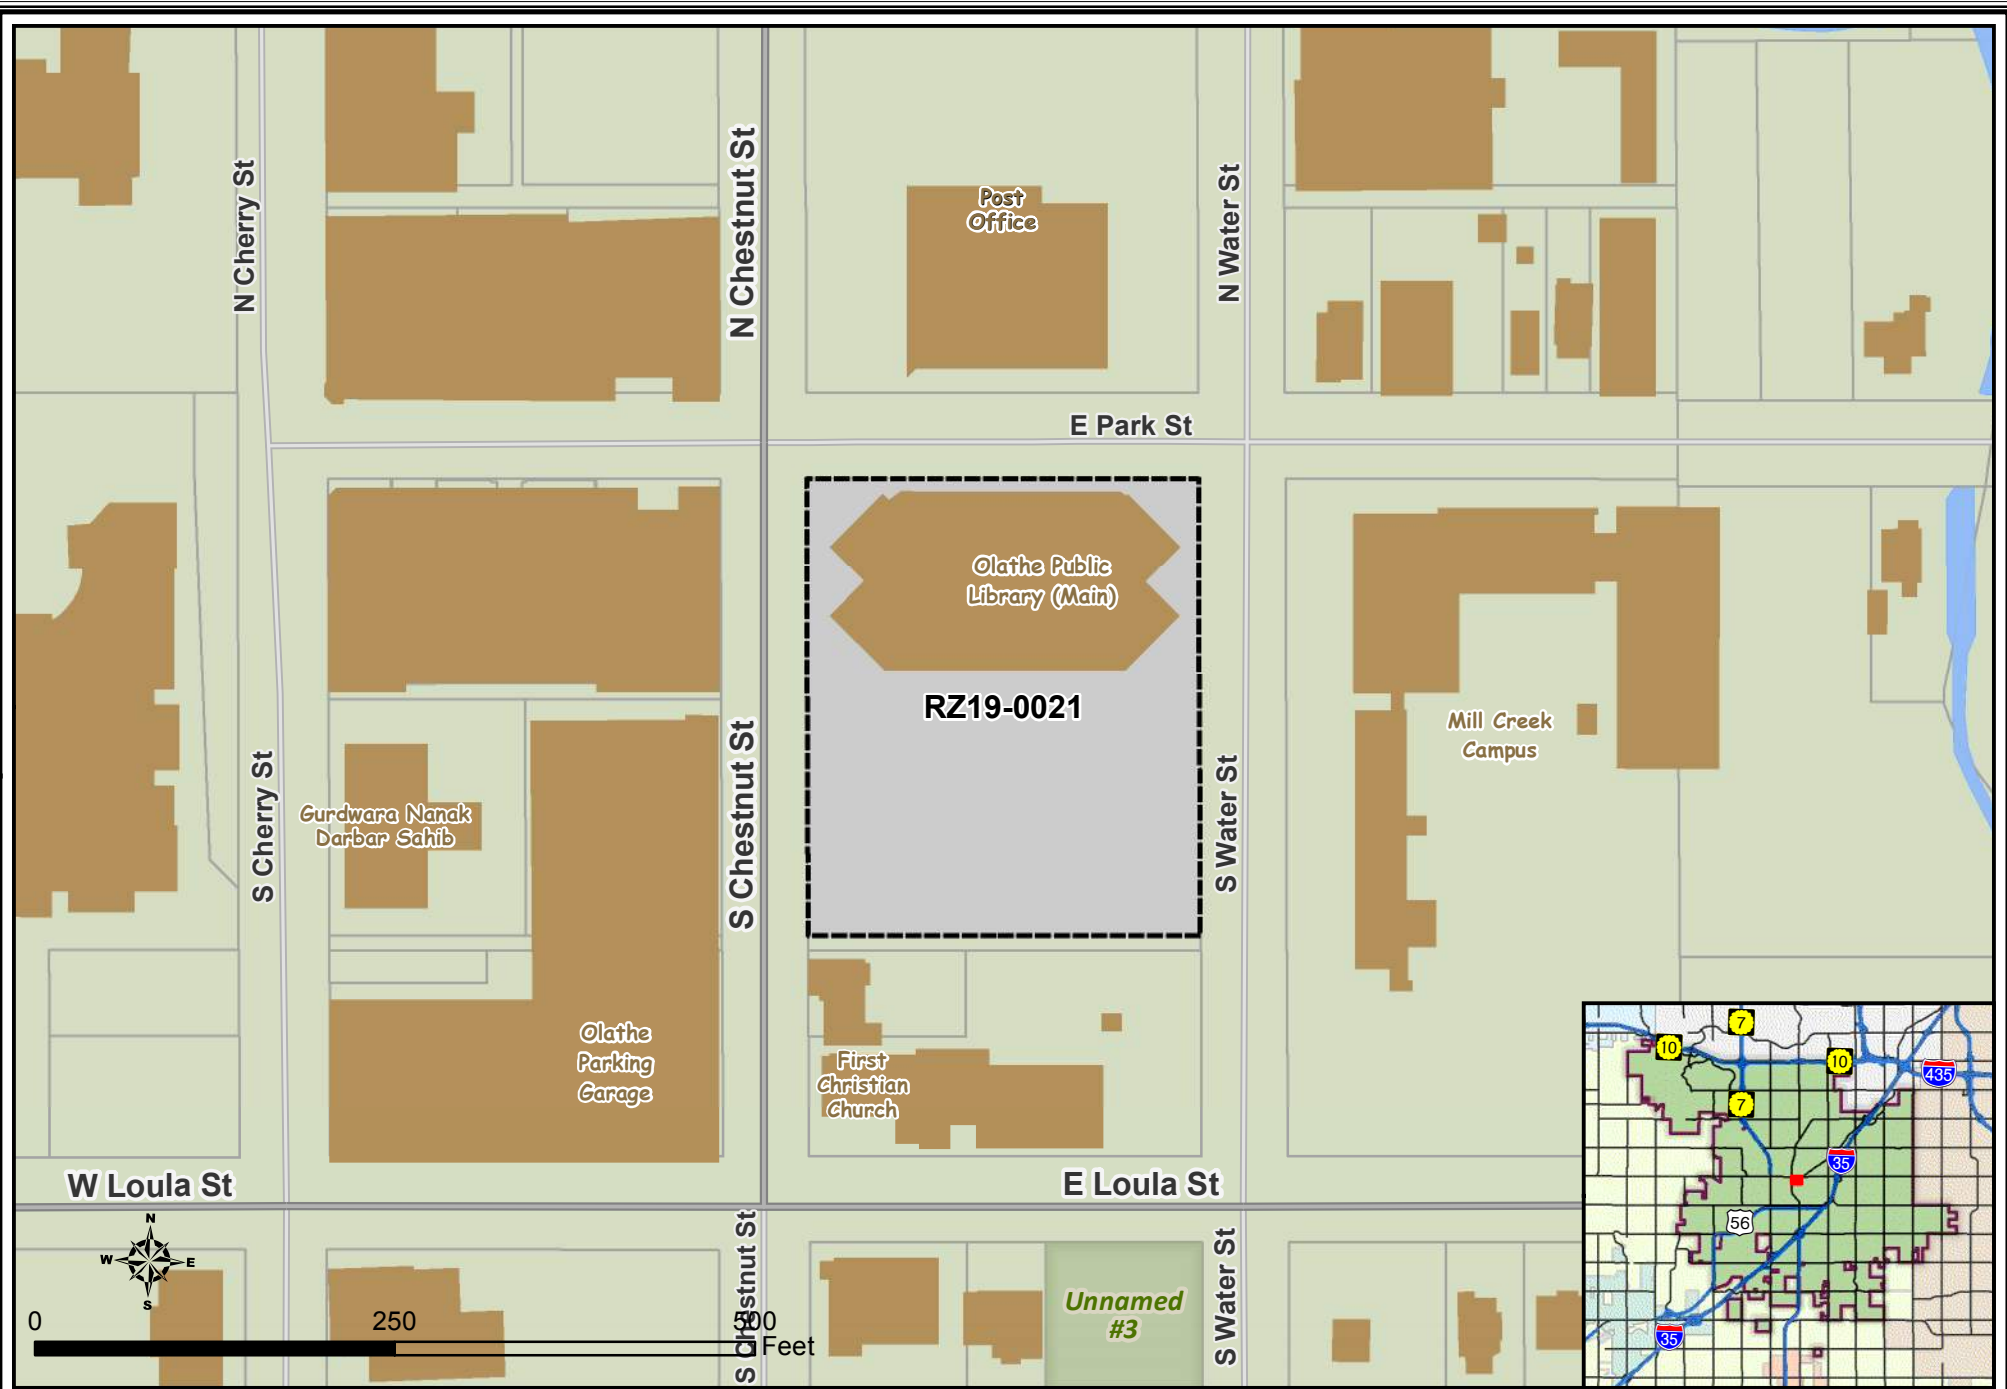 N Cherry St
N Chestnut St
Post
Office
N Water St
E Park St
Olathe Public
Library (Main)
RZ19-0021
Mill Creek
Campus
S Cherry St
Gurdwara Nanak
Darbar Sahib
S Chestnut St
S Water St
Olathe
Parking
Garage
First
Christian
Church
W Loula St
E Loula St
N
W
E
S
0
250
500
Feet
S Chestnut St
Unnamed
#3
S Water St
7
10
10
435
7
35
56
35